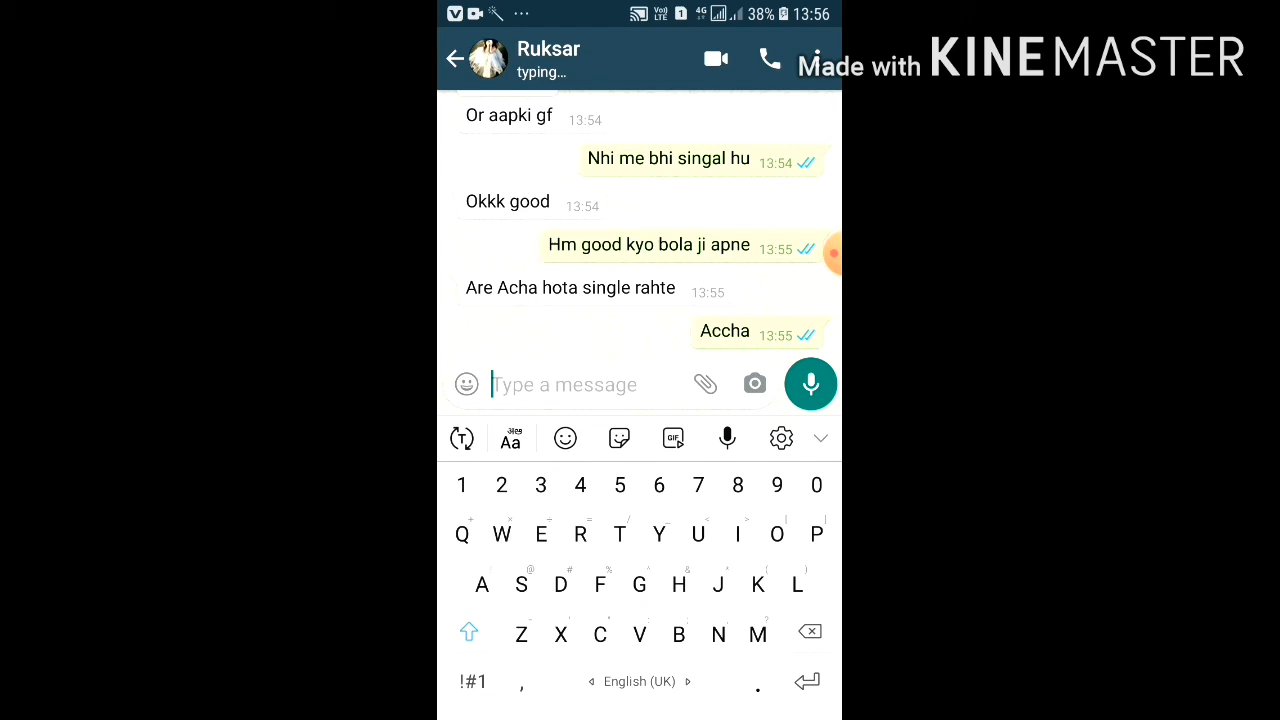 38% 13:56
Ruksar
typing...
Made with KINEMASTER
Or aapki gf 13:54
Nhi me bhi singal hu 13:54
Okkk good 13:54
Hm good kyo bola ji apne 13:55
Are Acha hota single rahte 13:55
Accha 13:55
Type a message
1 2 3 4 5 6 7 8 9 0
Q W E R T Y U I O P
A S D F G H J K L
Z X C V B N M
!#1 , English (UK) .